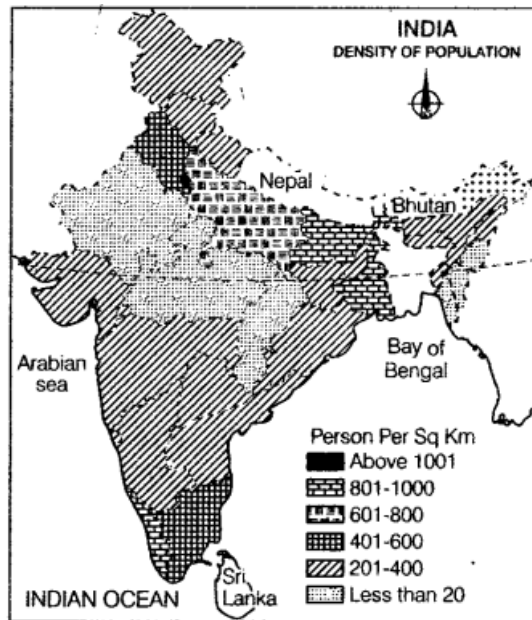 INDIA
DENSITY OF POPULATION
Nepal
Bhutan
Arabian
sea
Bay of
Bengal
Person Per Sq Km
Above 1001
801-1000
601-800
401-600
201-400
Less than 20
Sri
Lanka
INDIAN OCEAN